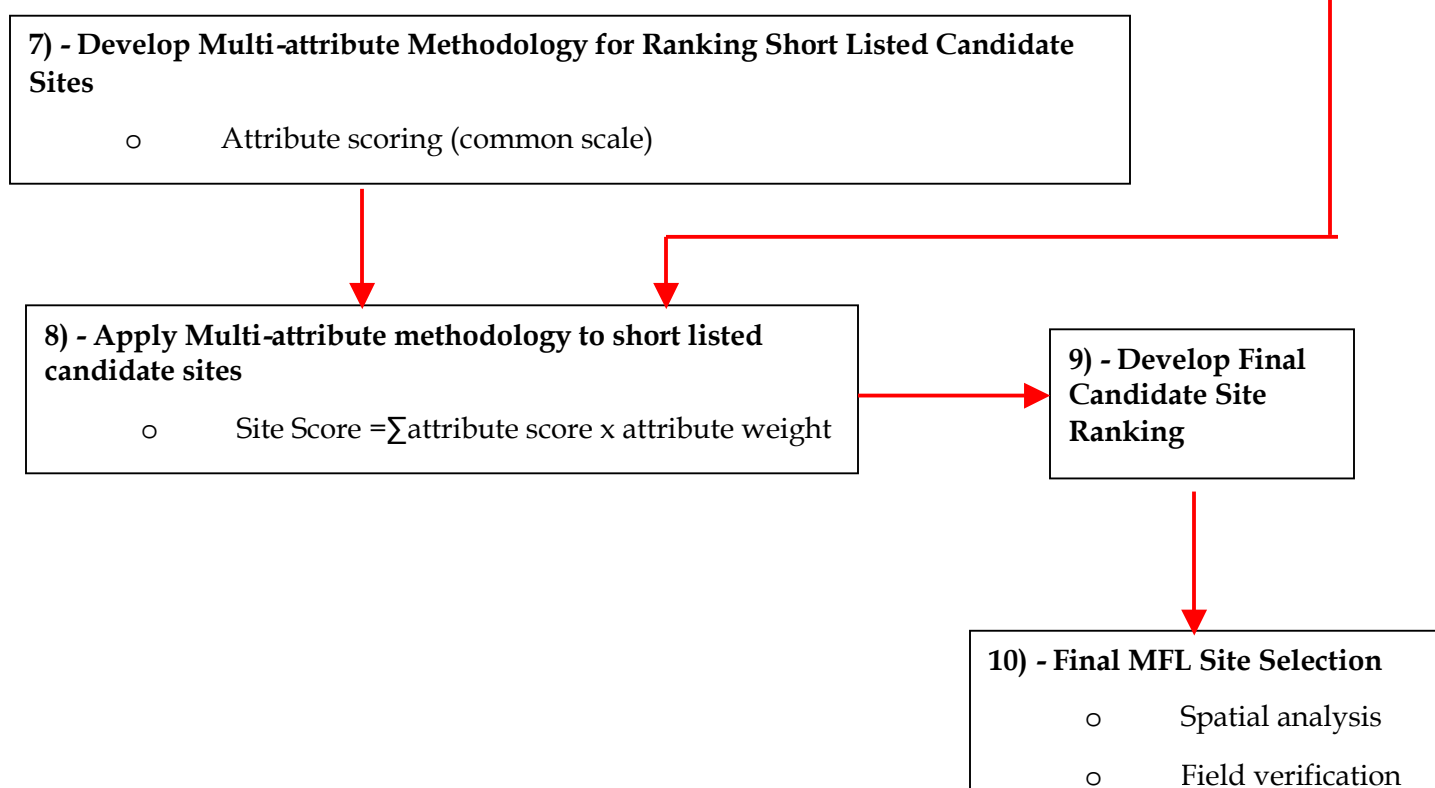 7) - Develop Multi-attribute Methodology for Ranking Short Listed Candidate
Sites
o Attribute scoring (common scale)
8) - Apply Multi-attribute methodology to short listed
candidate sites
o Site Score =∑attribute score x attribute weight
9) - Develop Final
Candidate Site
Ranking
10) - Final MFL Site Selection
o Spatial analysis
o Field verification